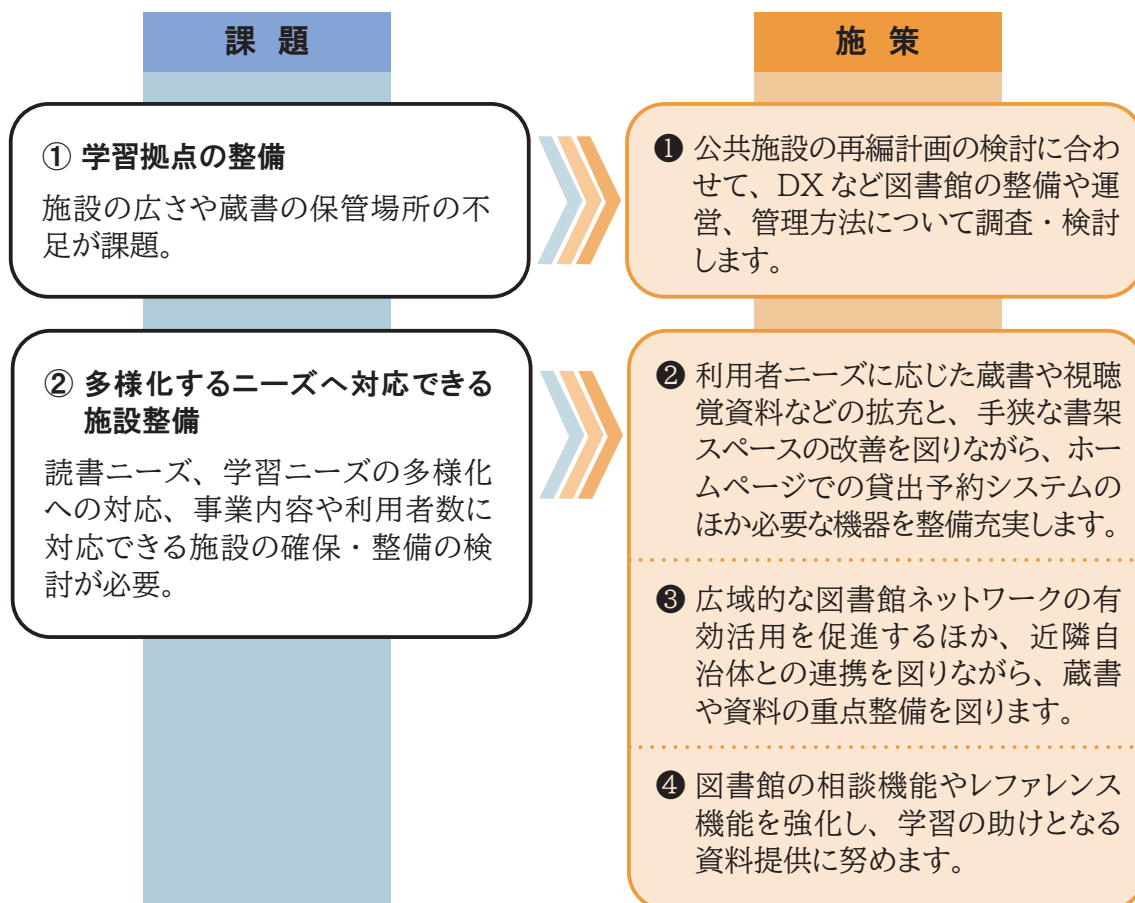 課題
施策
① 学習拠点の整備
施設の広さや蔵書の保管場所の不
足が課題。
❶ 公共施設の再編計画の検討に合わ
せて、DXなど図書館の整備や運
営、管理方法について調査・検討
します。
② 多様化するニーズへ対応できる
施設整備
読書ニーズ、学習ニーズの多様化
への対応、事業内容や利用者数に
対応できる施設の確保・整備の検
討が必要。
❷ 利用者ニーズに応じた蔵書や視聴
覚資料などの拡充と、手狭な書架
スペースの改善を図りながら、ホー
ムページでの貸出予約システムの
ほか必要な機器を整備充実します。
❸ 広域的な図書館ネットワークの有
効活用を促進するほか、近隣自
治体との連携を図りながら、蔵書
や資料の重点整備を図ります。
❹ 図書館の相談機能やレファレンス
機能を強化し、学習の助けとなる
資料提供に努めます。